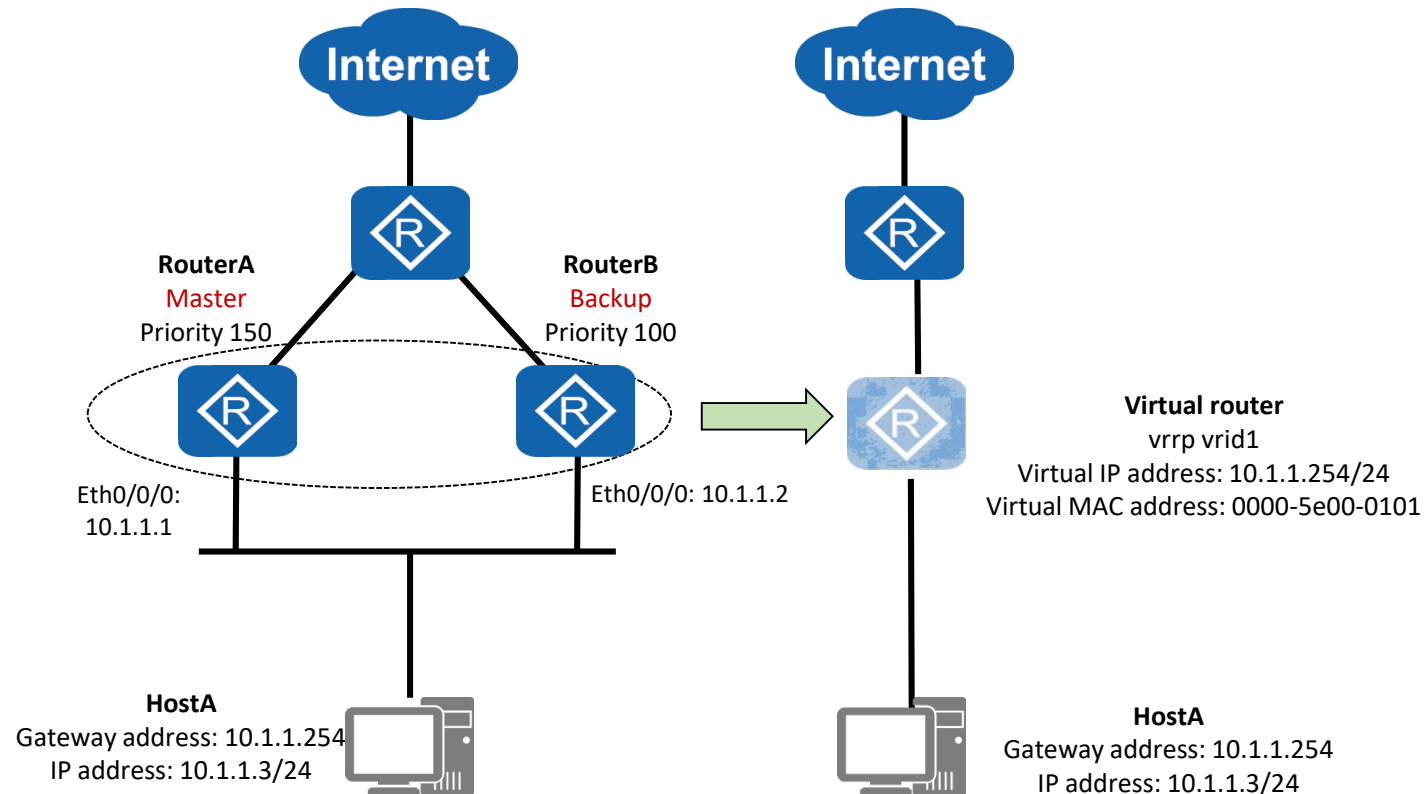 Internet
Internet
R
R
RouterA
Master
Priority 150
RouterB
Backup
Priority 100
R
R
R
Virtual router
vrrp vrid1
Virtual IP address: 10.1.1.254/24
Virtual MAC address: 0000-5e00-0101
Eth0/0/0:
10.1.1.1
Eth0/0/0: 10.1.1.2
HostA
Gateway address: 10.1.1.254
IP address: 10.1.1.3/24
HostA
Gateway address: 10.1.1.254
IP address: 10.1.1.3/24